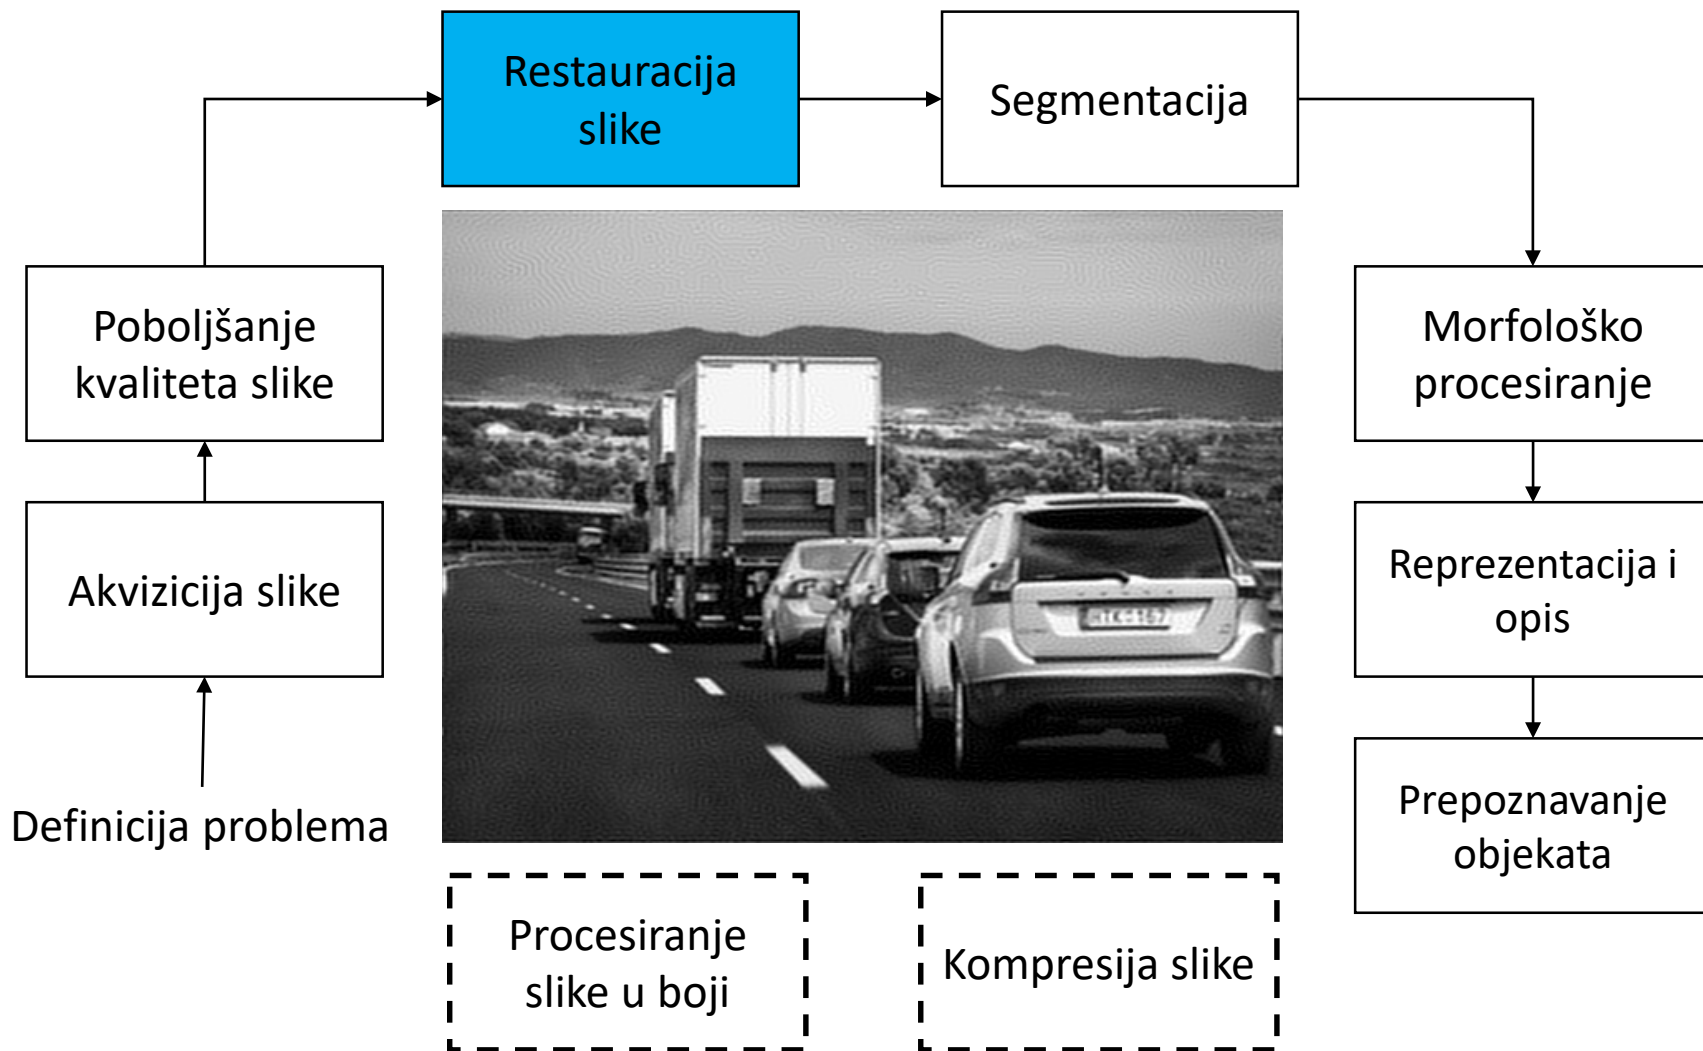 Restauracija
slike
Segmentacija
Poboljšanje
kvaliteta slike
Morfološko
procesiranje
Akvizicija slike
Reprezentacija i
opis
Definicija problema
Prepoznavanje
objekata
Procesiranje
slike u boji
Kompresija slike